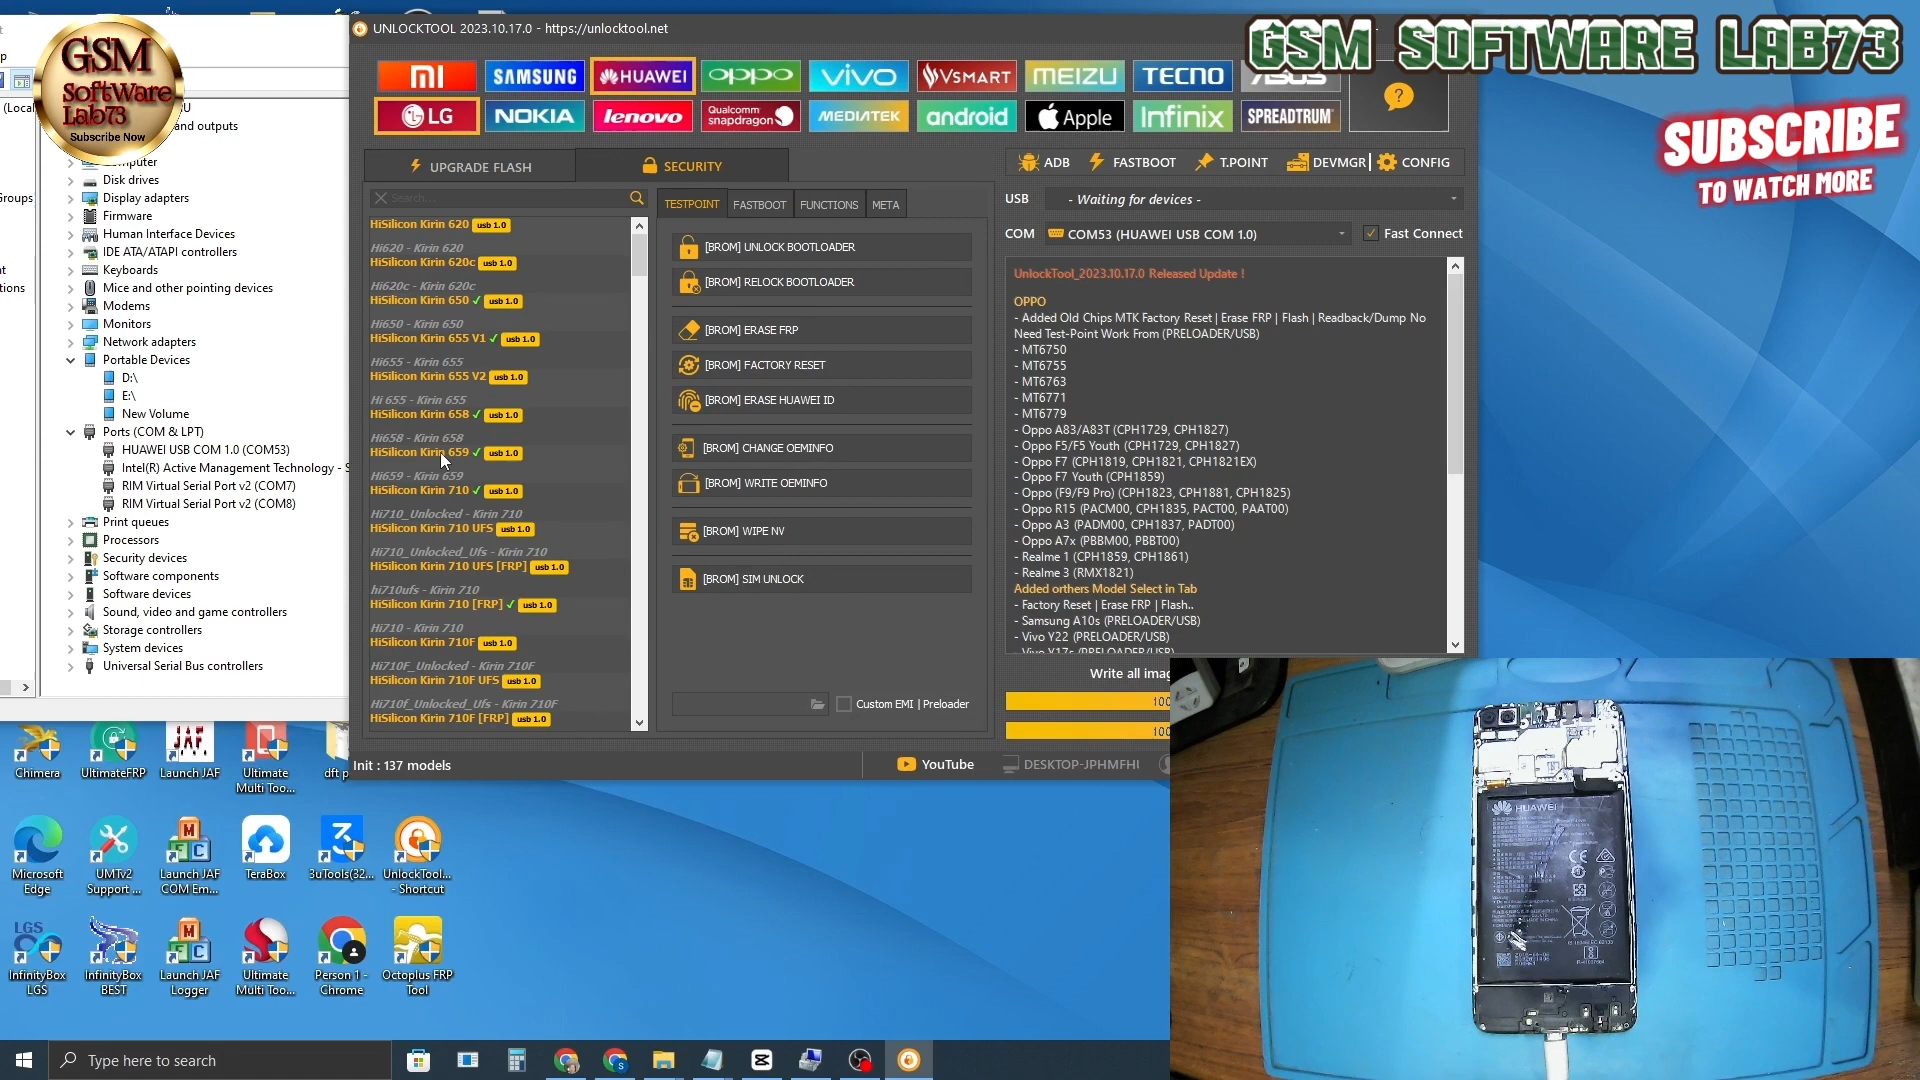 GSM
SoftWare
Lab73
Subscribe Now
GSM SOFTWARE LAB73
SUBSCRIBE
TO WATCH MORE
UNLOCKTOOL 2023.10.17.0 - https://unlocktool.net
MI SAMSUNG HUAWEI oppo vivo VSMART MEIZU TECNO ASUS
LG NOKIA lenovo Qualcomm snapdragon MEDIATEK android Apple Infinix SPREADTRUM
?
UPGRADE FLASH SECURITY
ADB FASTBOOT T.POINT DEVMGR CONFIG
Search...
TESTPOINT FASTBOOT FUNCTIONS META
USB - Waiting for devices -
COM COM53 (HUAWEI USB COM 1.0) Fast Connect
(Loca
and outputs
Computer
Disk drives
Display adapters
Firmware
Human Interface Devices
IDE ATA/ATAPI controllers
Keyboards
Mice and other pointing devices
Modems
Monitors
Network adapters
Portable Devices
D:\
E:\
New Volume
Ports (COM & LPT)
HUAWEI USB COM 1.0 (COM53)
Intel(R) Active Management Technology - S
RIM Virtual Serial Port v2 (COM7)
RIM Virtual Serial Port v2 (COM8)
Print queues
Processors
Security devices
Software components
Software devices
Sound, video and game controllers
Storage controllers
System devices
Universal Serial Bus controllers
HiSilicon Kirin 620 usb 1.0
Hi620 - Kirin 620
HiSilicon Kirin 620c usb 1.0
Hi620c - Kirin 620c
HiSilicon Kirin 650 ✓ usb 1.0
Hi650 - Kirin 650
HiSilicon Kirin 655 V1 ✓ usb 1.0
Hi655 - Kirin 655
HiSilicon Kirin 655 V2 usb 1.0
Hi 655 - Kirin 655
HiSilicon Kirin 658 ✓ usb 1.0
Hi658 - Kirin 658
HiSilicon Kirin 659 ✓ usb 1.0
Hi659 - Kirin 659
HiSilicon Kirin 710 ✓ usb 1.0
Hi710_Unlocked - Kirin 710
HiSilicon Kirin 710 UFS usb 1.0
Hi710_Unlocked_Ufs - Kirin 710
HiSilicon Kirin 710 UFS [FRP] usb 1.0
hi710ufs - Kirin 710
HiSilicon Kirin 710 [FRP] ✓ usb 1.0
Hi710 - Kirin 710
HiSilicon Kirin 710F usb 1.0
Hi710F_Unlocked - Kirin 710F
HiSilicon Kirin 710F UFS usb 1.0
Hi710F_Unlocked_Ufs - Kirin 710F
HiSilicon Kirin 710F [FRP] usb 1.0
[BROM] UNLOCK BOOTLOADER
[BROM] RELOCK BOOTLOADER
[BROM] ERASE FRP
[BROM] FACTORY RESET
[BROM] ERASE HUAWEI ID
[BROM] CHANGE OEMINFO
[BROM] WRITE OEMINFO
[BROM] WIPE NV
[BROM] SIM UNLOCK
Custom EMI | Preloader
UnlockTool_2023.10.17.0 Released Update !
OPPO
- Added Old Chips MTK Factory Reset | Erase FRP | Flash | Readback/Dump No
Need Test-Point Work From (PRELOADER/USB)
- MT6750
- MT6755
- MT6763
- MT6771
- MT6779
- Oppo A83/A83T (CPH1729, CPH1827)
- Oppo F5/F5 Youth (CPH1729, CPH1827)
- Oppo F7 (CPH1819, CPH1821, CPH1821EX)
- Oppo F7 Youth (CPH1859)
- Oppo (F9/F9 Pro) (CPH1823, CPH1881, CPH1825)
- Oppo R15 (PACM00, CPH1835, PACT00, PAAT00)
- Oppo A3 (PADM00, CPH1837, PADT00)
- Oppo A7x (PBBM00, PBBT00)
- Realme 1 (CPH1859, CPH1861)
- Realme 3 (RMX1821)
Added orthers Model Select in Tab
- Factory Reset | Erase FRP | Flash..
- Samsung A10s (PRELOADER/USB)
- Vivo Y22 (PRELOADER/USB)
- Vivo Y17s (PRELOADER/USB)
Write all imag
100
100
Init : 137 models
YouTube
DESKTOP-JPHMFHI
HUAWEI
Chimera
UltimateFRP
Launch JAF
Ultimate Multi Too...
dft p
Microsoft Edge
UMTv2 Support ...
Launch JAF COM Em...
TeraBox
3uTools(32...
UnlockTool... - Shortcut
InfinityBox LGS
InfinityBox BEST
Launch JAF Logger
Ultimate Multi Too...
Person 1 - Chrome
Octoplus FRP Tool
Type here to search